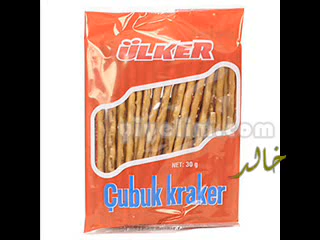 ÜLKER
خالد
NET: 30 g
Çubuk kraker